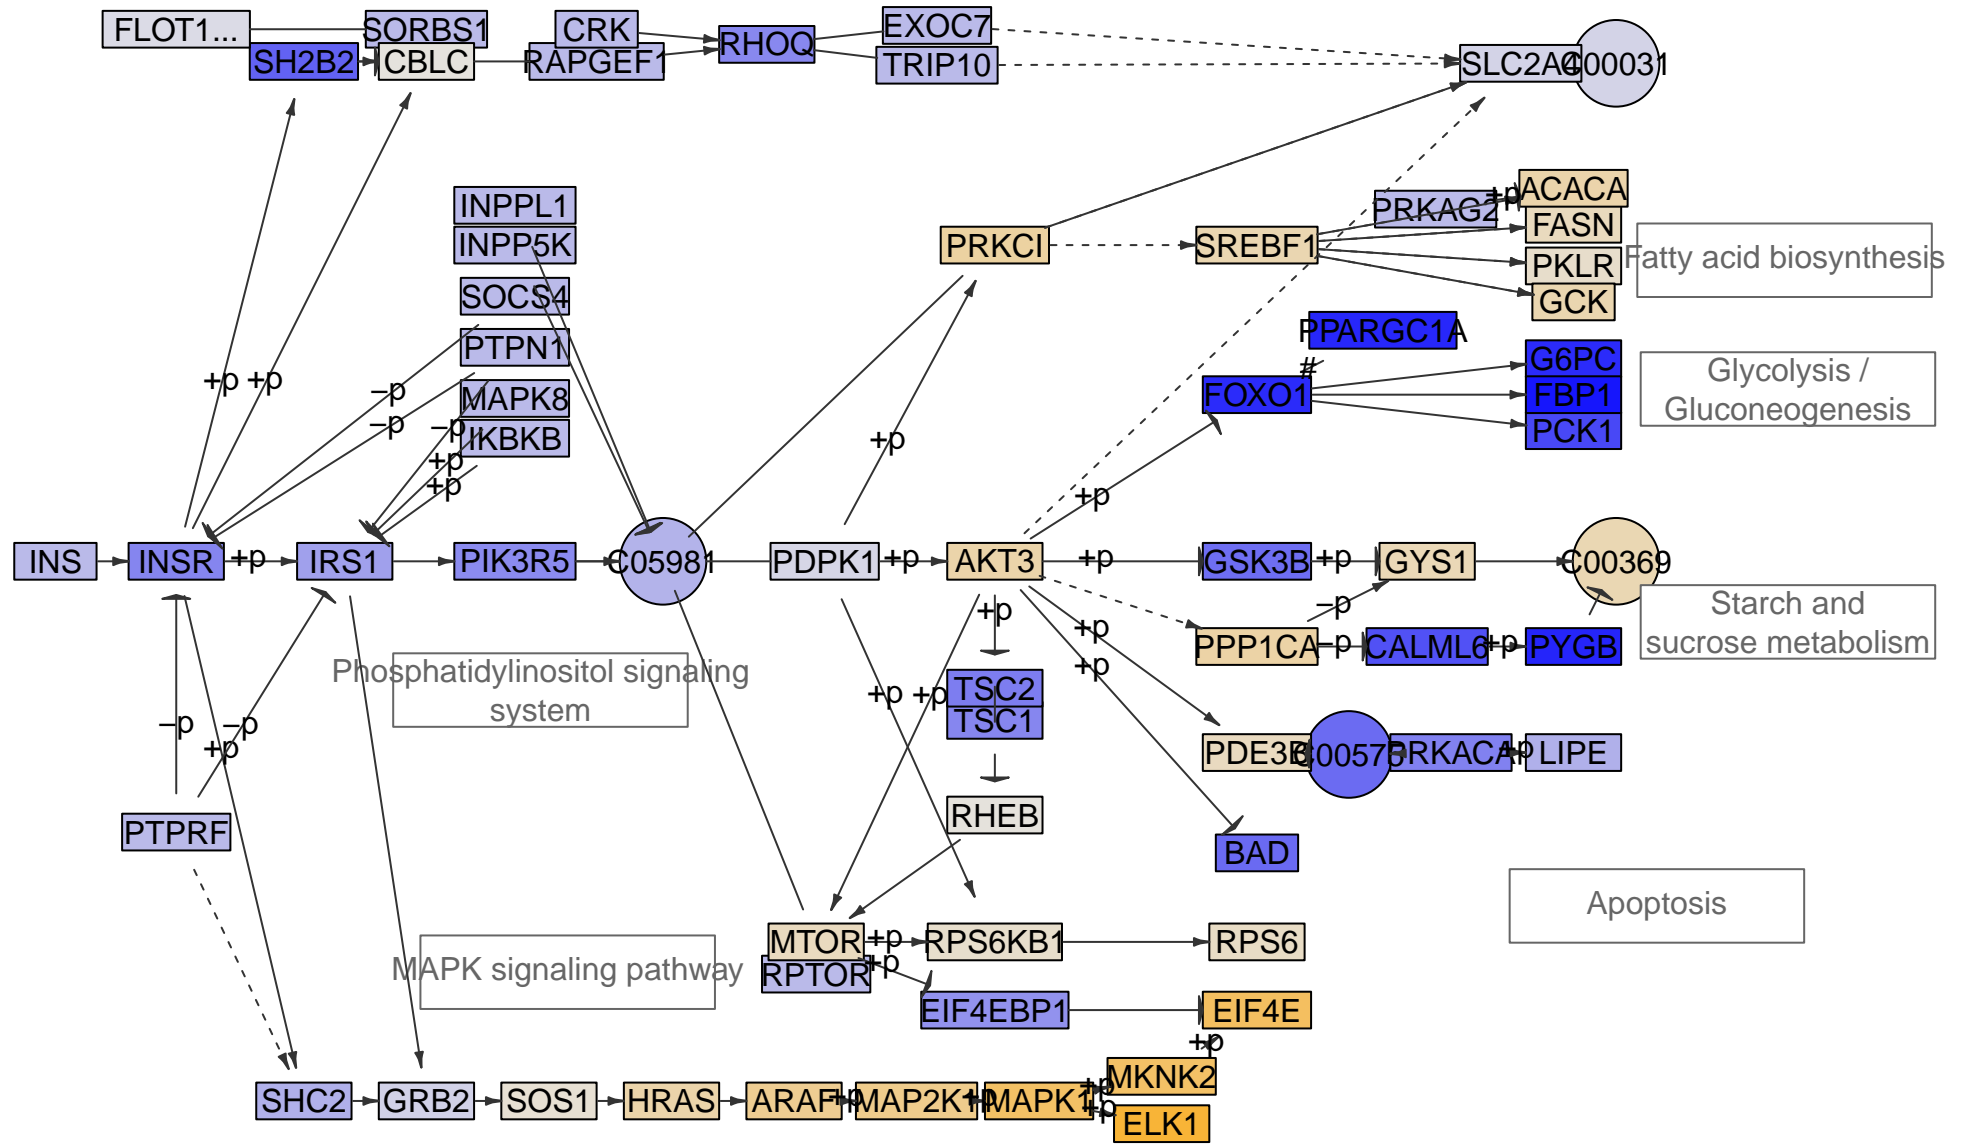 FLOT1...
SORBS1
CRK
EXOC7
SH2B2
CBLC
RAPGEF1
RHOQ
TRIP10
SLC2A4
C00031
INPPL1
INPP5K
SOCS4
PTPN1
MAPK8
IKBKB
PRKCI
SREBF1
PRKAG2
+p
ACACA
FASN
PKLR
GCK
Fatty acid biosynthesis
PPARGC1A
#
FOXO1
G6PC
FBP1
PCK1
Glycolysis /
Gluconeogenesis
+p
+p
–p
–p
–p
+p
+p
+p
+p
INS
INSR
+p
IRS1
PIK3R5
C05981
PDPK1
+p
AKT3
+p
GSK3B
+p
GYS1
C00369
+p
–p
+p
+p
PPP1CA
–p
CALML6
+p
PYGB
Starch and
sucrose metabolism
Phosphatidylinositol signaling
system
–p
+p
–p
+p
+p
TSC2
TSC1
PDE3B
C00575
PRKACA
+p
LIPE
PTPRF
RHEB
BAD
Apoptosis
MTOR
+p
RPS6KB1
RPS6
MAPK signaling pathway
RPTOR
+p
EIF4EBP1
EIF4E
+p
SHC2
GRB2
SOS1
HRAS
ARAF
+p
MAP2K1
+p
MAPK1
+p
MKNK2
+p
ELK1